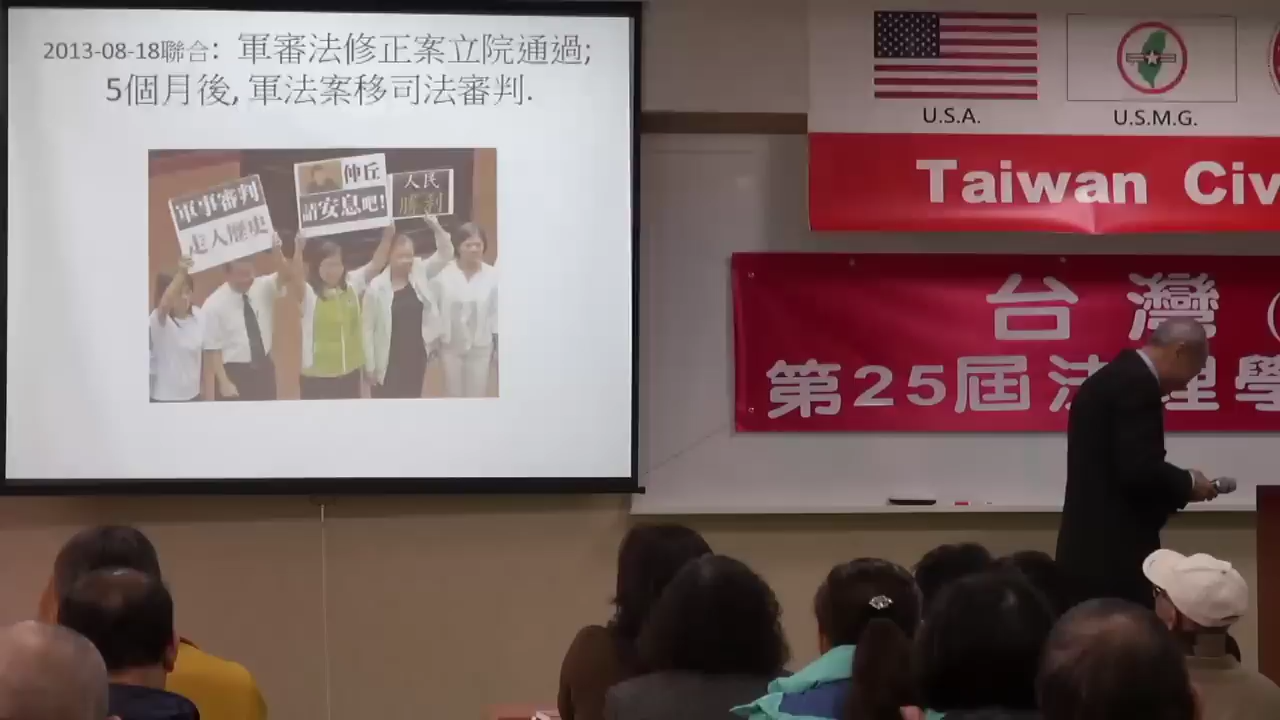 2013-08-18聯合: 軍審法修正案立院通過;
5個月後, 軍法案移司法審判.
軍事審判
走入歷史
仲丘
請安息吧!
人民
勝利
U.S.A.
U.S.M.G.
Taiwan Civ
台灣
第25屆法理學